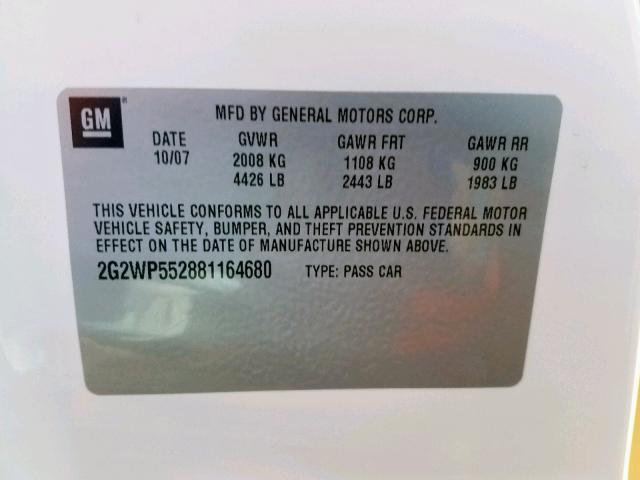 GM
MFD BY GENERAL MOTORS CORP.
DATE GVWR GAWR FRT GAWR RR
10/07 2008 KG 1108 KG 900 KG
4426 LB 2443 LB 1983 LB
THIS VEHICLE CONFORMS TO ALL APPLICABLE U.S. FEDERAL MOTOR
VEHICLE SAFETY, BUMPER, AND THEFT PREVENTION STANDARDS IN
EFFECT ON THE DATE OF MANUFACTURE SHOWN ABOVE.
2G2WP552881164680 TYPE: PASS CAR